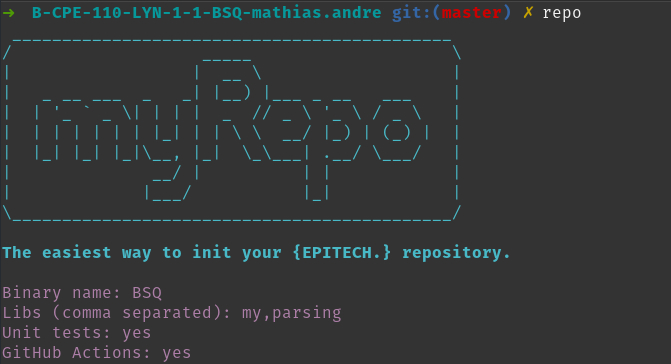 → B-CPE-110-LYN-1-1-BSQ-mathias.andre git:(master) ✗ repo
myRepo
The easiest way to init your {EPITECH.} repository.
Binary name: BSQ
Libs (comma separated): my,parsing
Unit tests: yes
GitHub Actions: yes